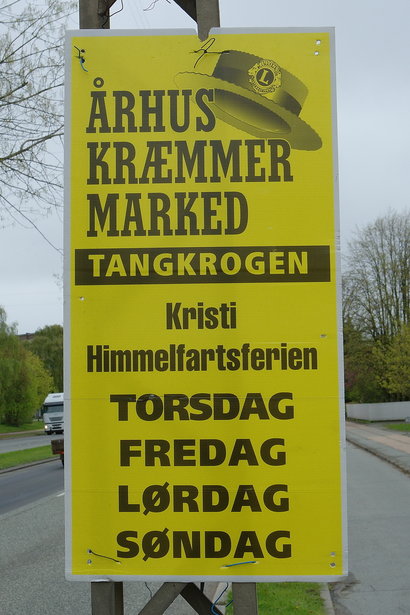 ÅRHUS
KRÆMMER
MARKED
TANGKROGEN
Kristi
Himmelfartsferien
TORSDAG
FREDAG
LØRDAG
SØNDAG